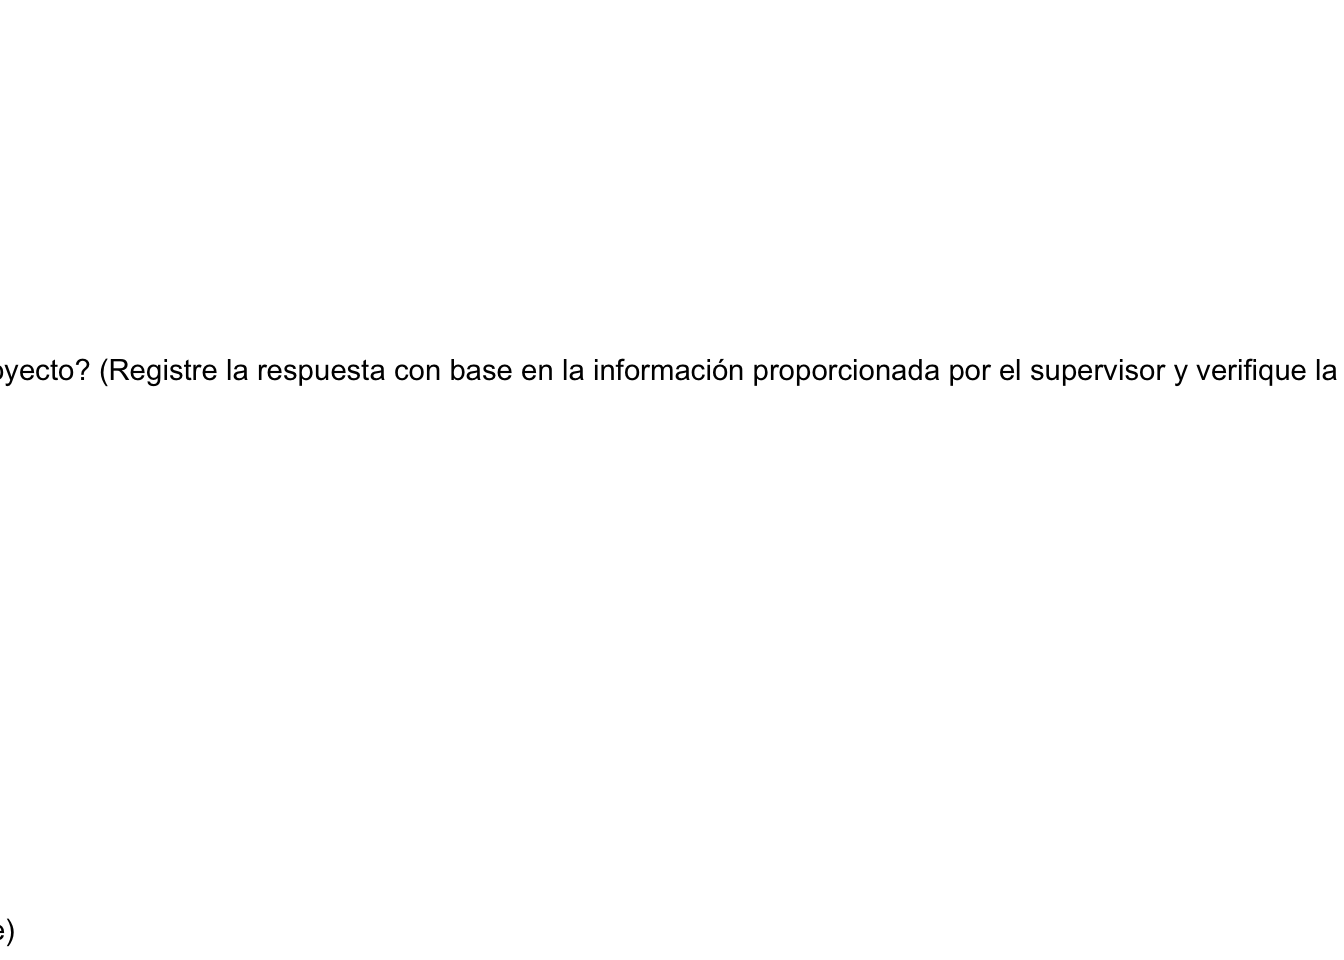 oyecto? (Registre la respuesta con base en la información proporcionada por el supervisor y verifique la
e)